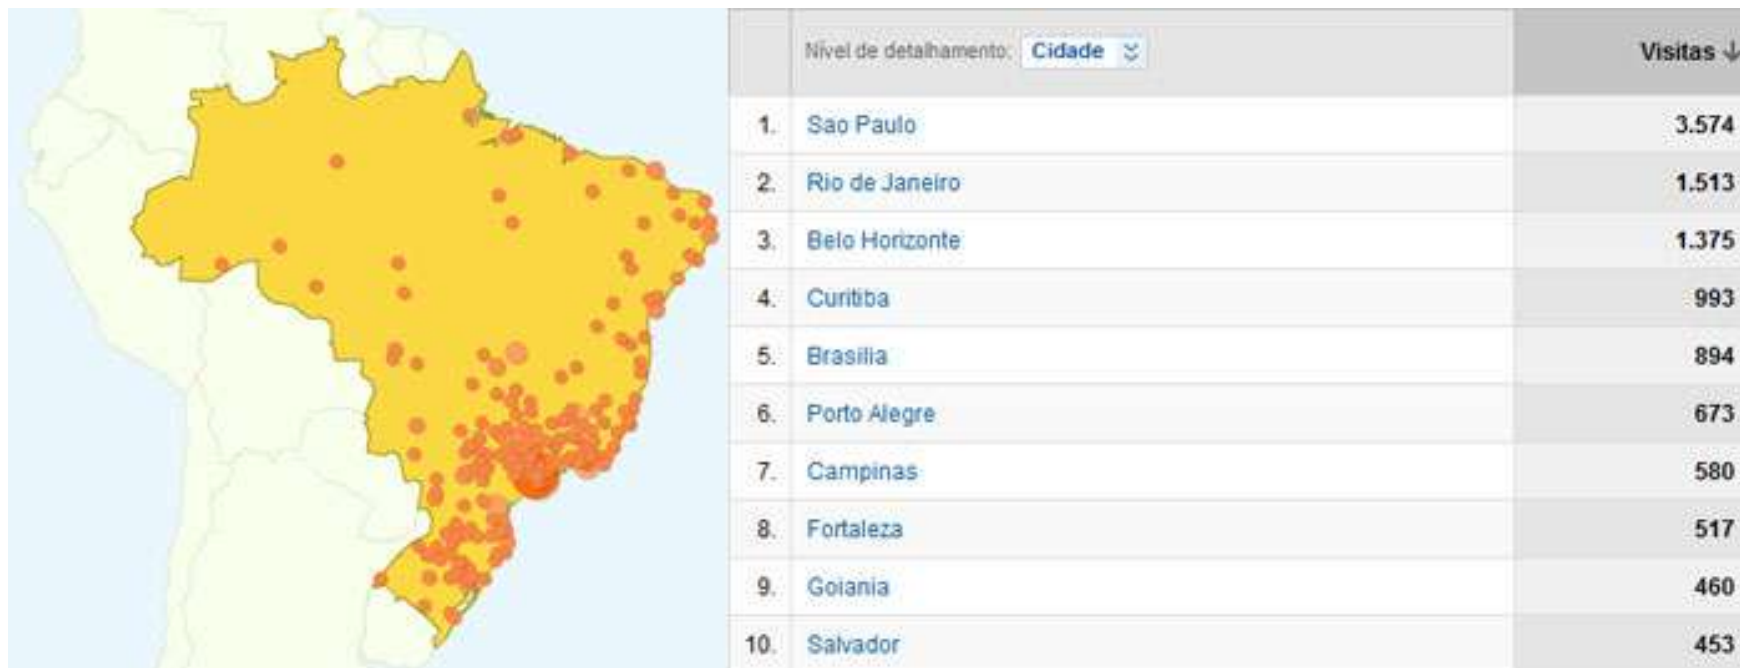 Nível de detalhamento: Cidade Visitas
1. Sao Paulo 3.574
2. Rio de Janeiro 1.513
3. Belo Horizonte 1.375
4. Curitiba 993
5. Brasilia 894
6. Porto Alegre 673
7. Campinas 580
8. Fortaleza 517
9. Goiania 460
10. Salvador 453